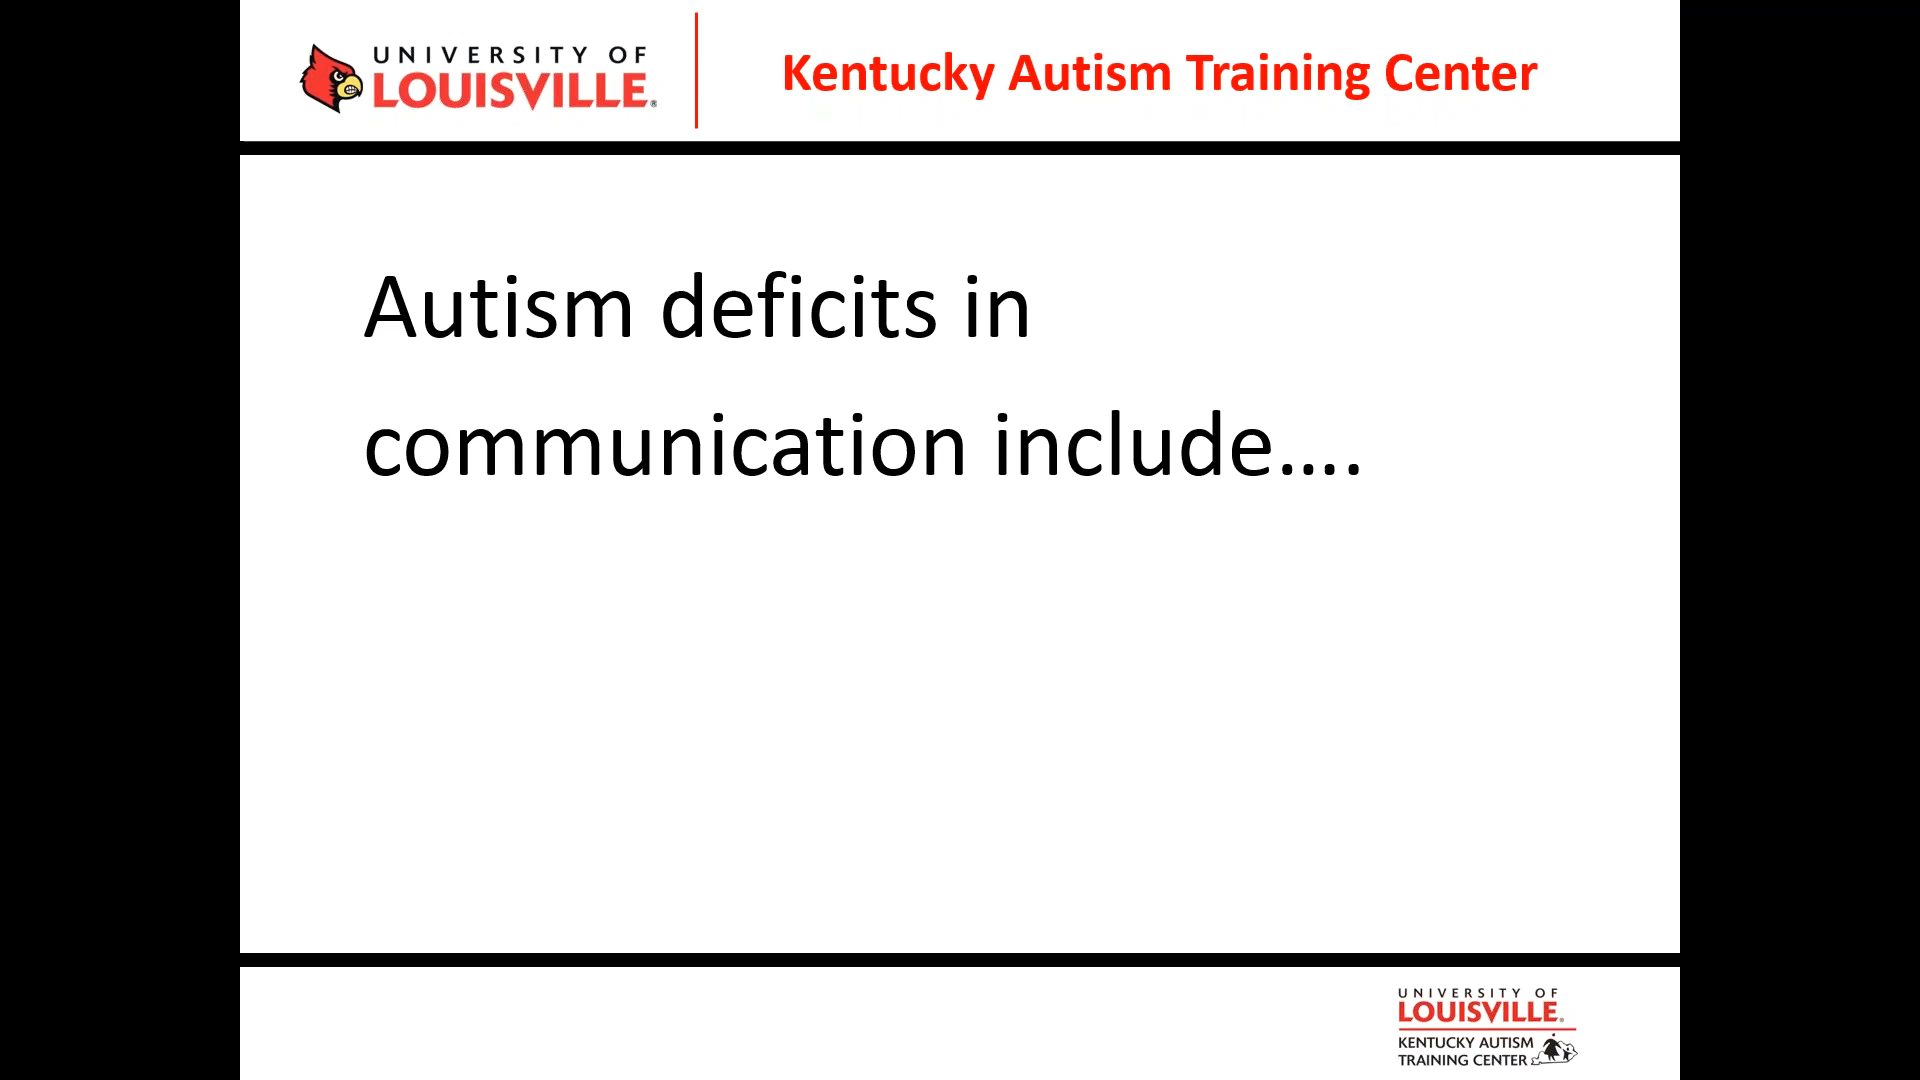 UNIVERSITY OF
LOUISVILLE®
Kentucky Autism Training Center
Autism deficits in
communication include....
UNIVERSITY OF
LOUISVILLE®
KENTUCKY AUTISM
TRAINING CENTER